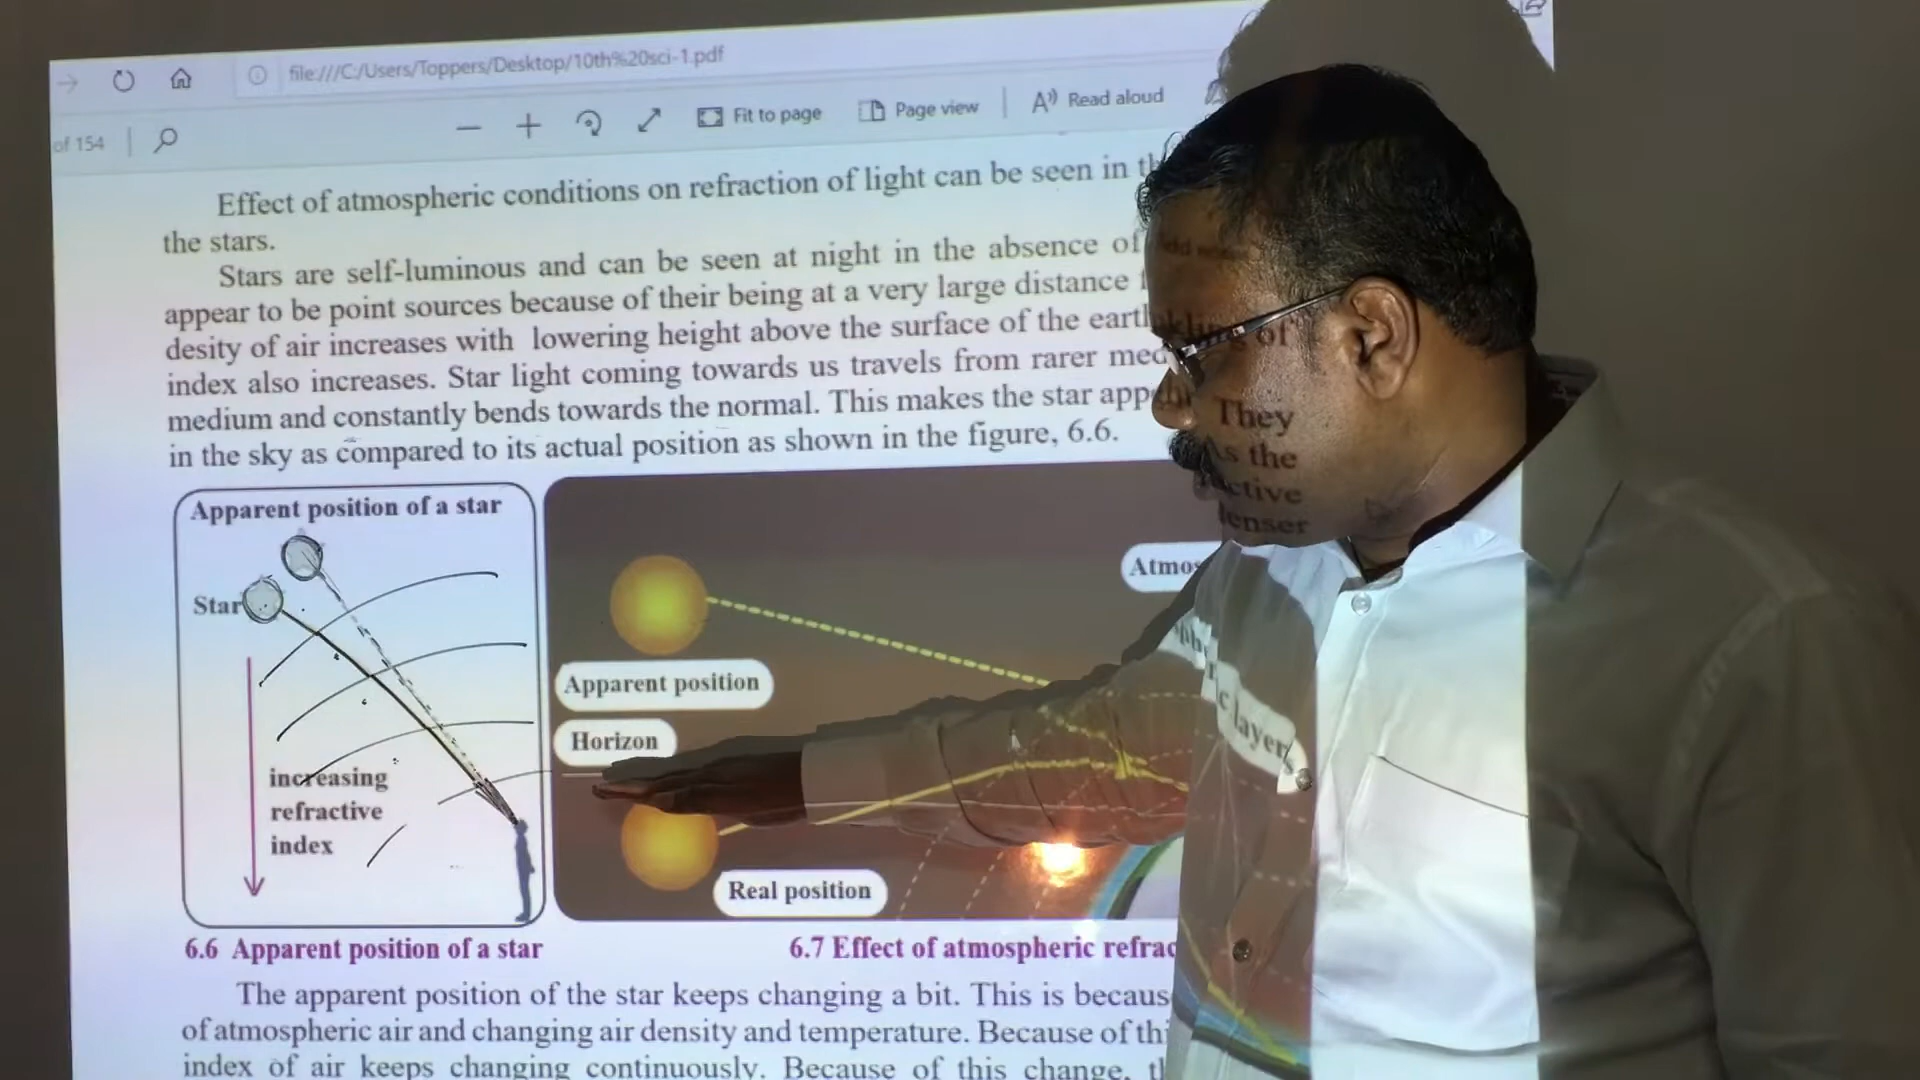 file:///C:/Users/Toppers/Desktop/10th%20sci-1.pdf
of 154
Fit to page
Page view
Read aloud
Effect of atmospheric conditions on refraction of light can be seen in
the stars.
Stars are self-luminous and can be seen at night in the absence of
They
appear to be point sources because of their being at a very large distance
As the
desity of air increases with lowering height above the surface of the earth
index also increases. Star light coming towards us travels from rarer
denser
medium and constantly bends towards the normal. This makes the star
in the sky as compared to its actual position as shown in the figure, 6.6.
Apparent position of a star
Star
increasing
refractive
index
Apparent position
Horizon
Real position
layer
6.6 Apparent position of a star
6.7 Effect of atmospheric refrac
The apparent position of the star keeps changing a bit. This is becaus
of atmospheric air and changing air density and temperature. Because of thi
index of air keeps changing continuously. Because of this change,